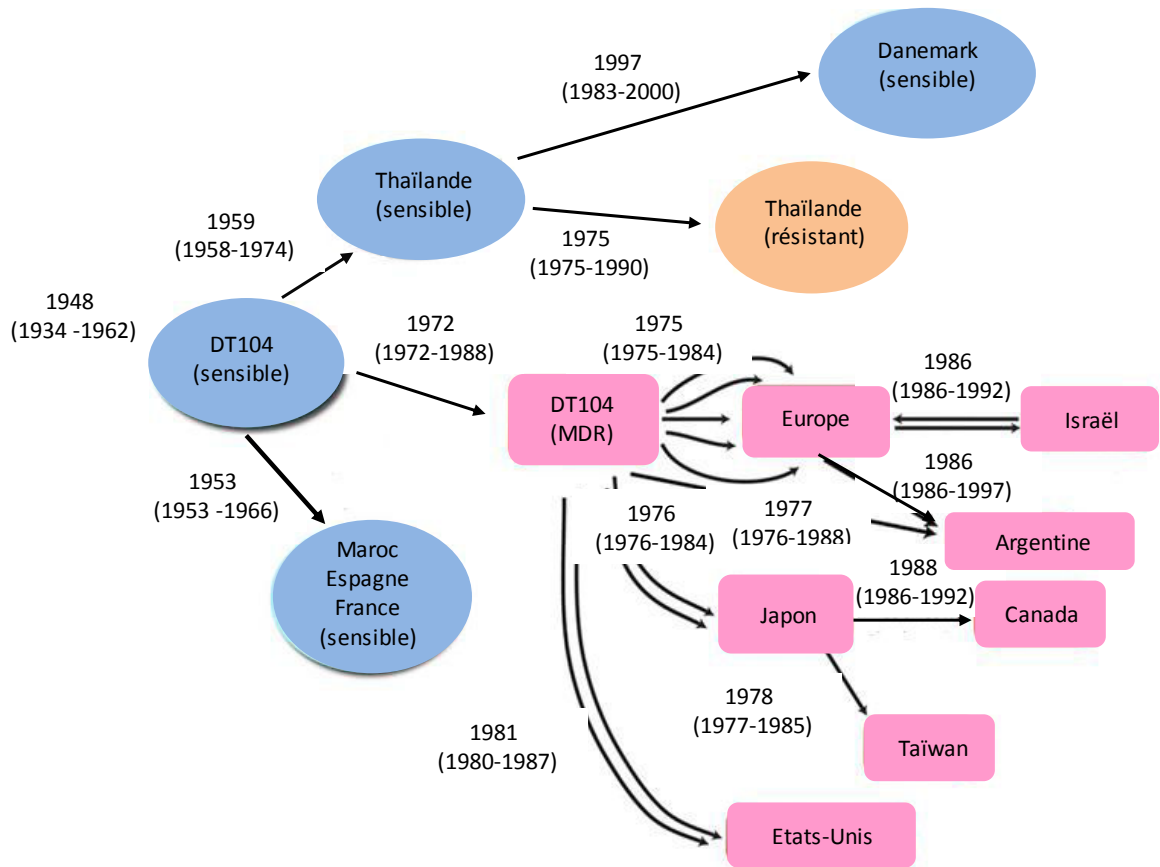 Danemark
(sensible)
1997
(1983-2000)
Thaïlande
(sensible)
Thaïlande
(résistant)
1959
(1958-1974)
1975
(1975-1990)
1948
(1934 -1962)
DT104
(sensible)
1972
(1972-1988)
1975
(1975-1984)
1986
(1986-1992)
DT104
(MDR)
Europe
Israël
1953
(1953 -1966)
1976
(1976-1984)
1977
(1976-1988)
1986
(1986-1997)
Argentine
Maroc
Espagne
France
(sensible)
1988
(1986-1992)
Japon
Canada
1978
(1977-1985)
1981
(1980-1987)
Taïwan
Etats-Unis